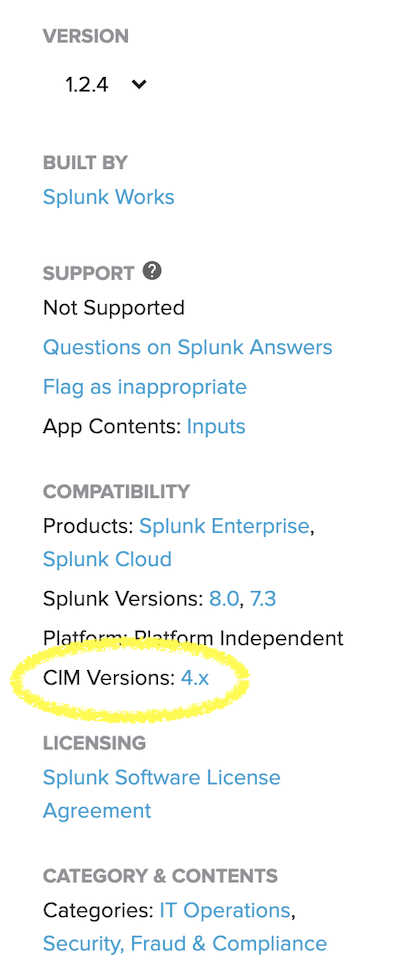 VERSION
1.2.4
BUILT BY
Splunk Works
SUPPORT ?
Not Supported
Questions on Splunk Answers
Flag as inappropriate
App Contents: Inputs
COMPATIBILITY
Products: Splunk Enterprise,
Splunk Cloud
Splunk Versions: 8.0, 7.3
Platform: Platform Independent
CIM Versions: 4.x
LICENSING
Splunk Software License
Agreement
CATEGORY & CONTENTS
Categories: IT Operations,
Security, Fraud & Compliance